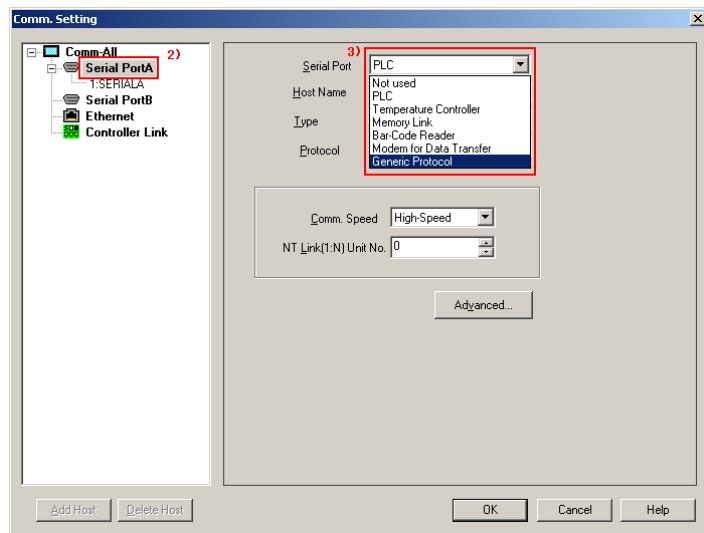 Comm. Setting
Comm-All
2)
Serial PortA
1:SERIALA
Serial PortB
Ethernet
Controller Link
3)
Serial Port PLC
Not used
Host Name
PLC
Temperature Controller
Type
Memory Link
Bar-Code Reader
Modem for Data Transfer
Protocol
Generic Protocol
Comm. Speed High-Speed
NT Link(1:N) Unit No. 0
Advanced...
Add Host Delete Host OK Cancel Help